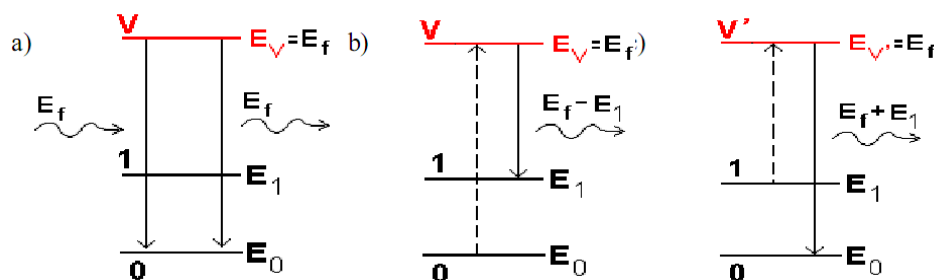 a)
V
E_V=E_f
E_f
E_f
1
E_1
0
E_0
b)
V
E_V=E_f
E_f-E_1
1
E_1
0
E_0
)
V'
E_V'=E_f
E_f+E_1
1
E_1
0
E_0